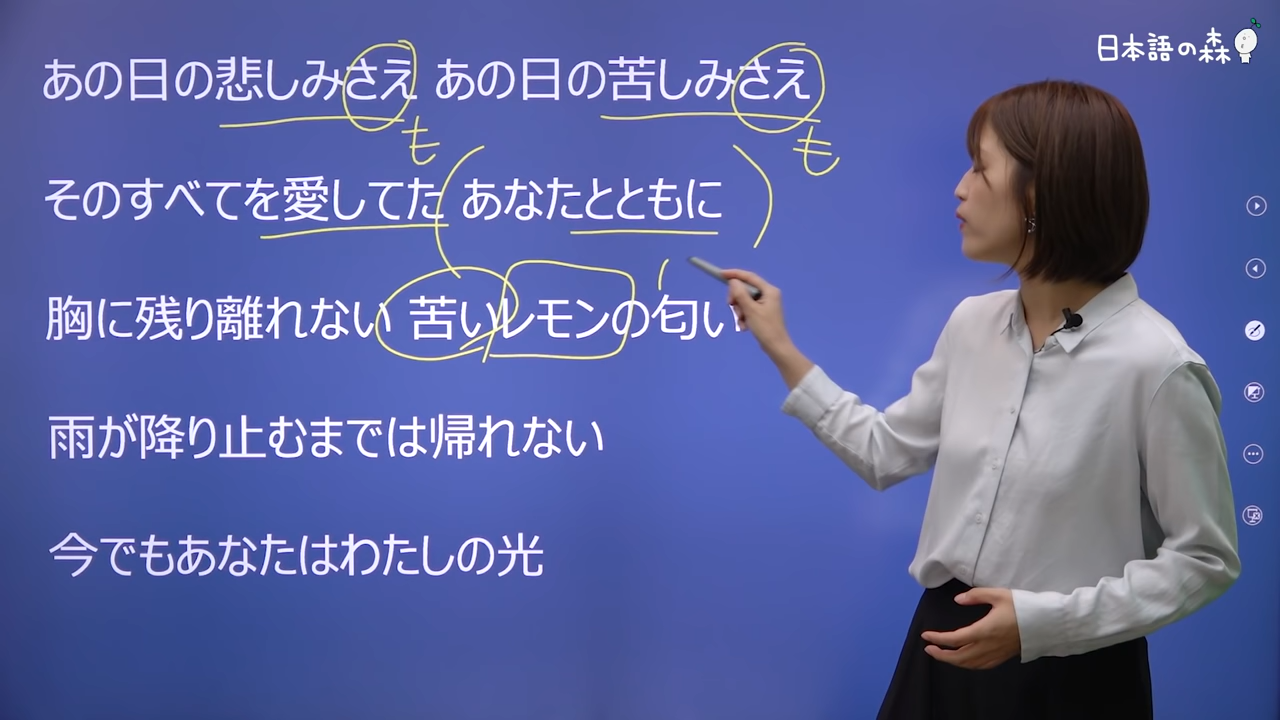 日本語の森
あの日の悲しみさえ あの日の苦しみさえ
も も
そのすべてを愛してた あなたとともに
胸に残り離れない 苦いレモンの匂い
雨が降り止むまでは帰れない
今でもあなたはわたしの光